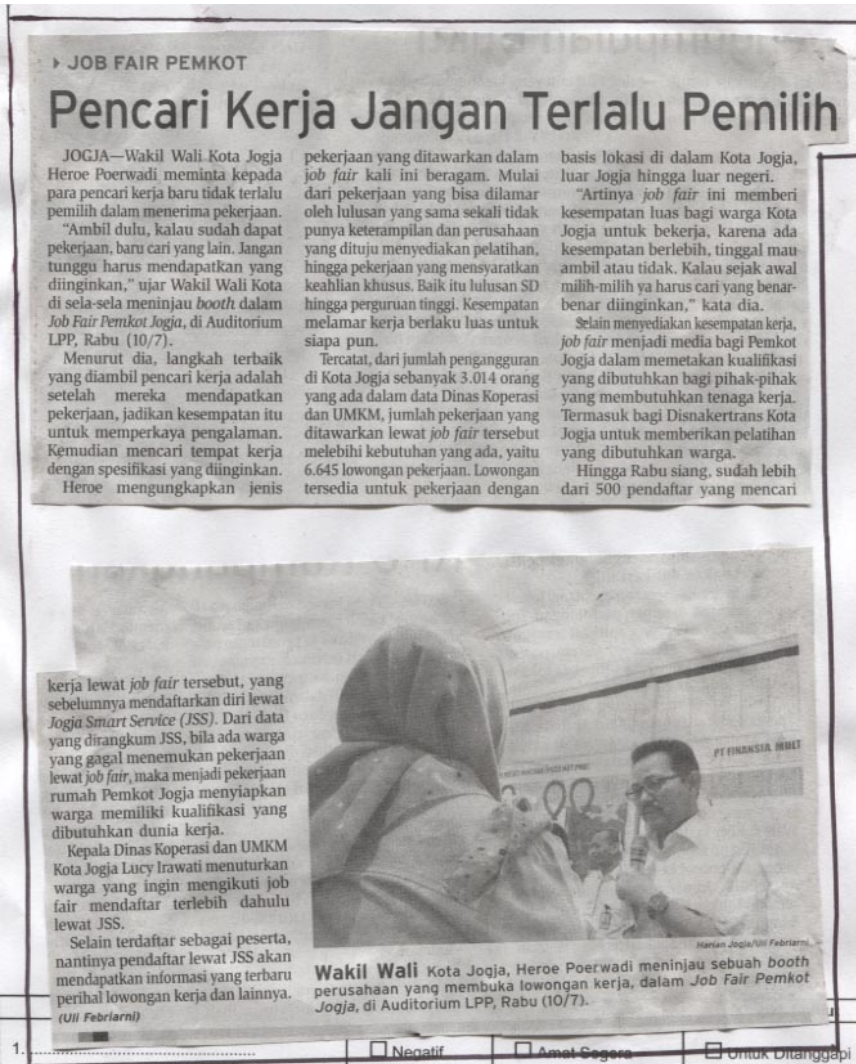 JOB FAIR PEMKOT
Pencari Kerja Jangan Terlalu Pemilih
JOGJA—Wakil Wali Kota Jogja
Heroe Poerwadi meminta kepada
para pencari kerja baru tidak terlalu
pemilih dalam menerima pekerjaan.
“Ambil dulu, kalau sudah dapat
pekerjaan, baru cari yang lain. Jangan
tunggu harus mendapatkan yang
diinginkan,” ujar Wakil Wali Kota
di sela-sela meninjau booth dalam
Job Fair Pemkot Jogja, di Auditorium
LPP, Rabu (10/7).
Menurut dia, langkah terbaik
yang diambil pencari kerja adalah
setelah mereka mendapatkan
pekerjaan, jadikan kesempatan itu
untuk memperkaya pengalaman.
Kemudian mencari tempat kerja
dengan spesifikasi yang diinginkan.
Heroe mengungkapkan jenis
pekerjaan yang ditawarkan dalam
job fair kali ini beragam. Mulai
dari pekerjaan yang bisa dilamar
oleh lulusan yang sama sekali tidak
punya keterampilan dan perusahaan
yang dituju menyediakan pelatihan,
hingga pekerjaan yang mensyaratkan
keahlian khusus. Baik itu lulusan SD
hingga perguruan tinggi. Kesempatan
melamar kerja berlaku luas untuk
siapa pun.
Tercatat, dari jumlah pengangguran
di Kota Jogja sebanyak 3.014 orang
yang ada dalam data Dinas Koperasi
dan UMKM, jumlah pekerjaan yang
ditawarkan lewat job fair tersebut
melebihi kebutuhan yang ada, yaitu
6.645 lowongan pekerjaan. Lowongan
tersedia untuk pekerjaan dengan
basis lokasi di dalam Kota Jogja,
luar Jogja hingga luar negeri.
“Artinya job fair ini memberi
kesempatan luas bagi warga Kota
Jogja untuk bekerja, karena ada
kesempatan berlebih, tinggal mau
ambil atau tidak. Kalau sejak awal
milih-milih ya harus cari yang benar-
benar diinginkan,” kata dia.
Selain menyediakan kesempatan kerja,
job fair menjadi media bagi Pemkot
Jogja dalam memetakan kualifikasi
yang dibutuhkan bagi pihak-pihak
yang membutuhkan tenaga kerja.
Termasuk bagi Disnakertrans Kota
Jogja untuk memberikan pelatihan
yang dibutuhkan warga.
Hingga Rabu siang, sudah lebih
dari 500 pendaftar yang mencari
kerja lewat job fair tersebut, yang
sebelumnya mendaftarkan diri lewat
Jogja Smart Service (JSS). Dari data
yang dirangkum JSS, bila ada warga
yang gagal menemukan pekerjaan
lewat job fair, maka menjadi pekerjaan
rumah Pemkot Jogja menyiapkan
warga memiliki kualifikasi yang
dibutuhkan dunia kerja.
Kepala Dinas Koperasi dan UMKM
Kota Jogja Lucy Irawati menuturkan
warga yang ingin mengikuti job
fair mendaftar terlebih dahulu
lewat JSS.
Selain terdaftar sebagai peserta,
nantinya pendaftar lewat JSS akan
mendapatkan informasi yang terbaru
perihal lowongan kerja dan lainnya.
(Uli Febriarni)
PT FINANSIA MULT
Harian Jogja/Uli Febriarni
Wakil Wali Kota Jogja, Heroe Poerwadi meninjau sebuah booth
perusahaan yang membuka lowongan kerja, dalam Job Fair Pemkot
Jogja, di Auditorium LPP, Rabu (10/7).
1. Negatif Amat Segera Untuk Ditanggapi